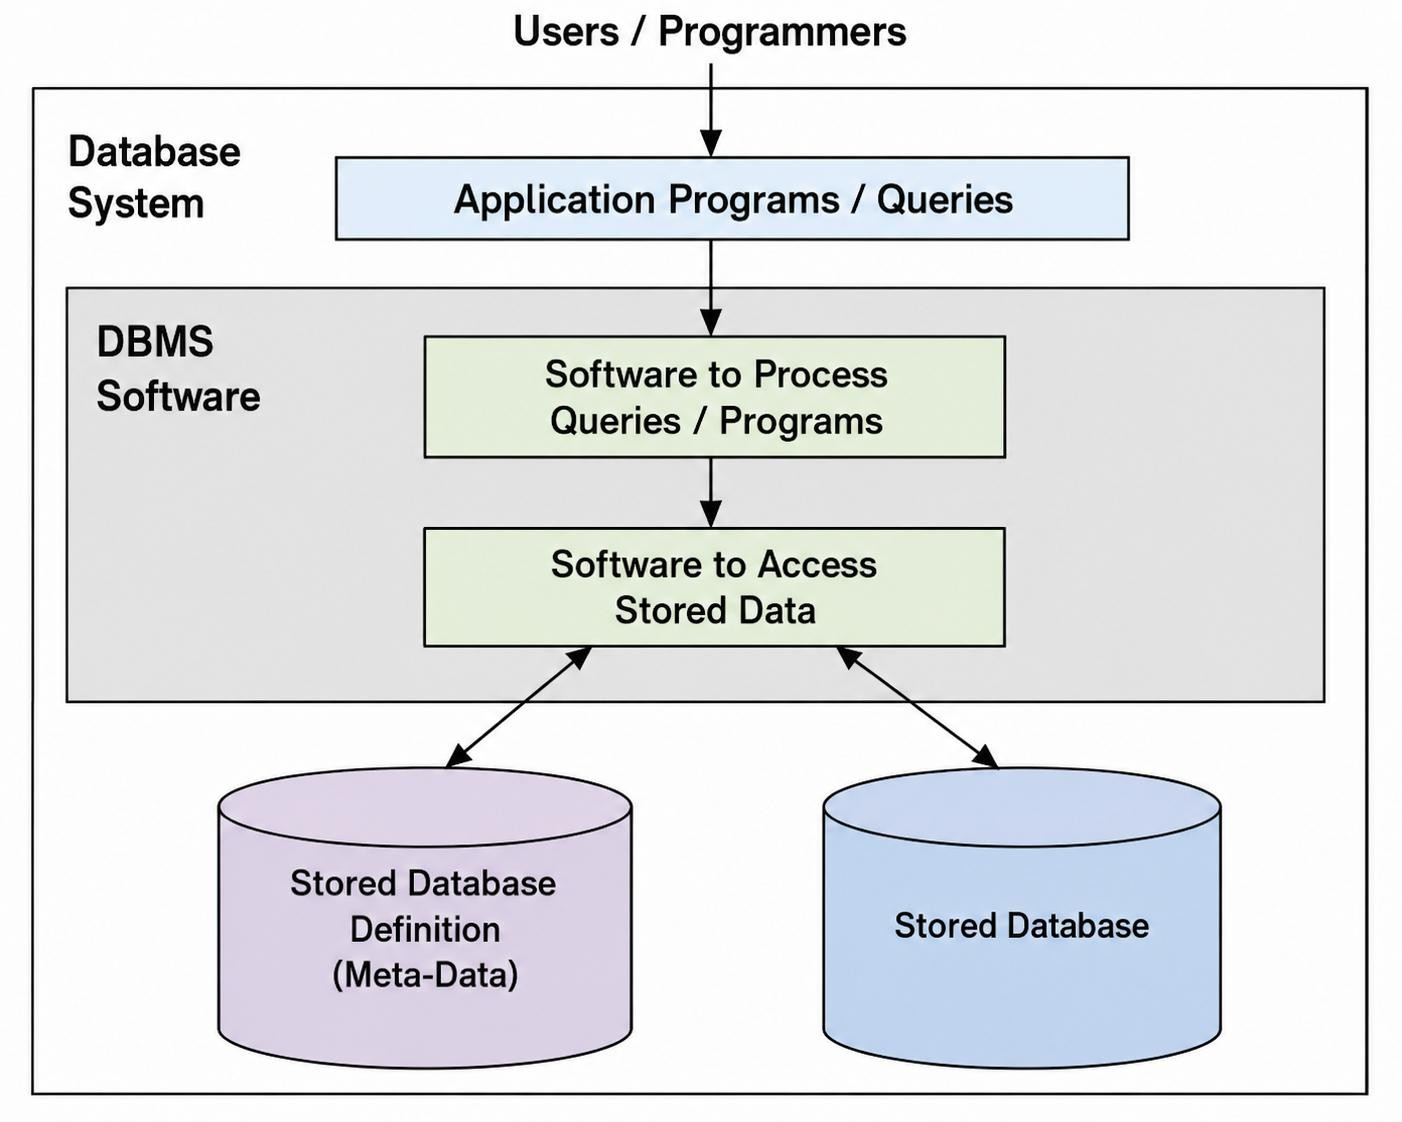 Users / Programmers
Database
System
Application Programs / Queries
DBMS
Software
Software to Process
Queries / Programs
Software to Access
Stored Data
Stored Database
Definition
(Meta-Data)
Stored Database